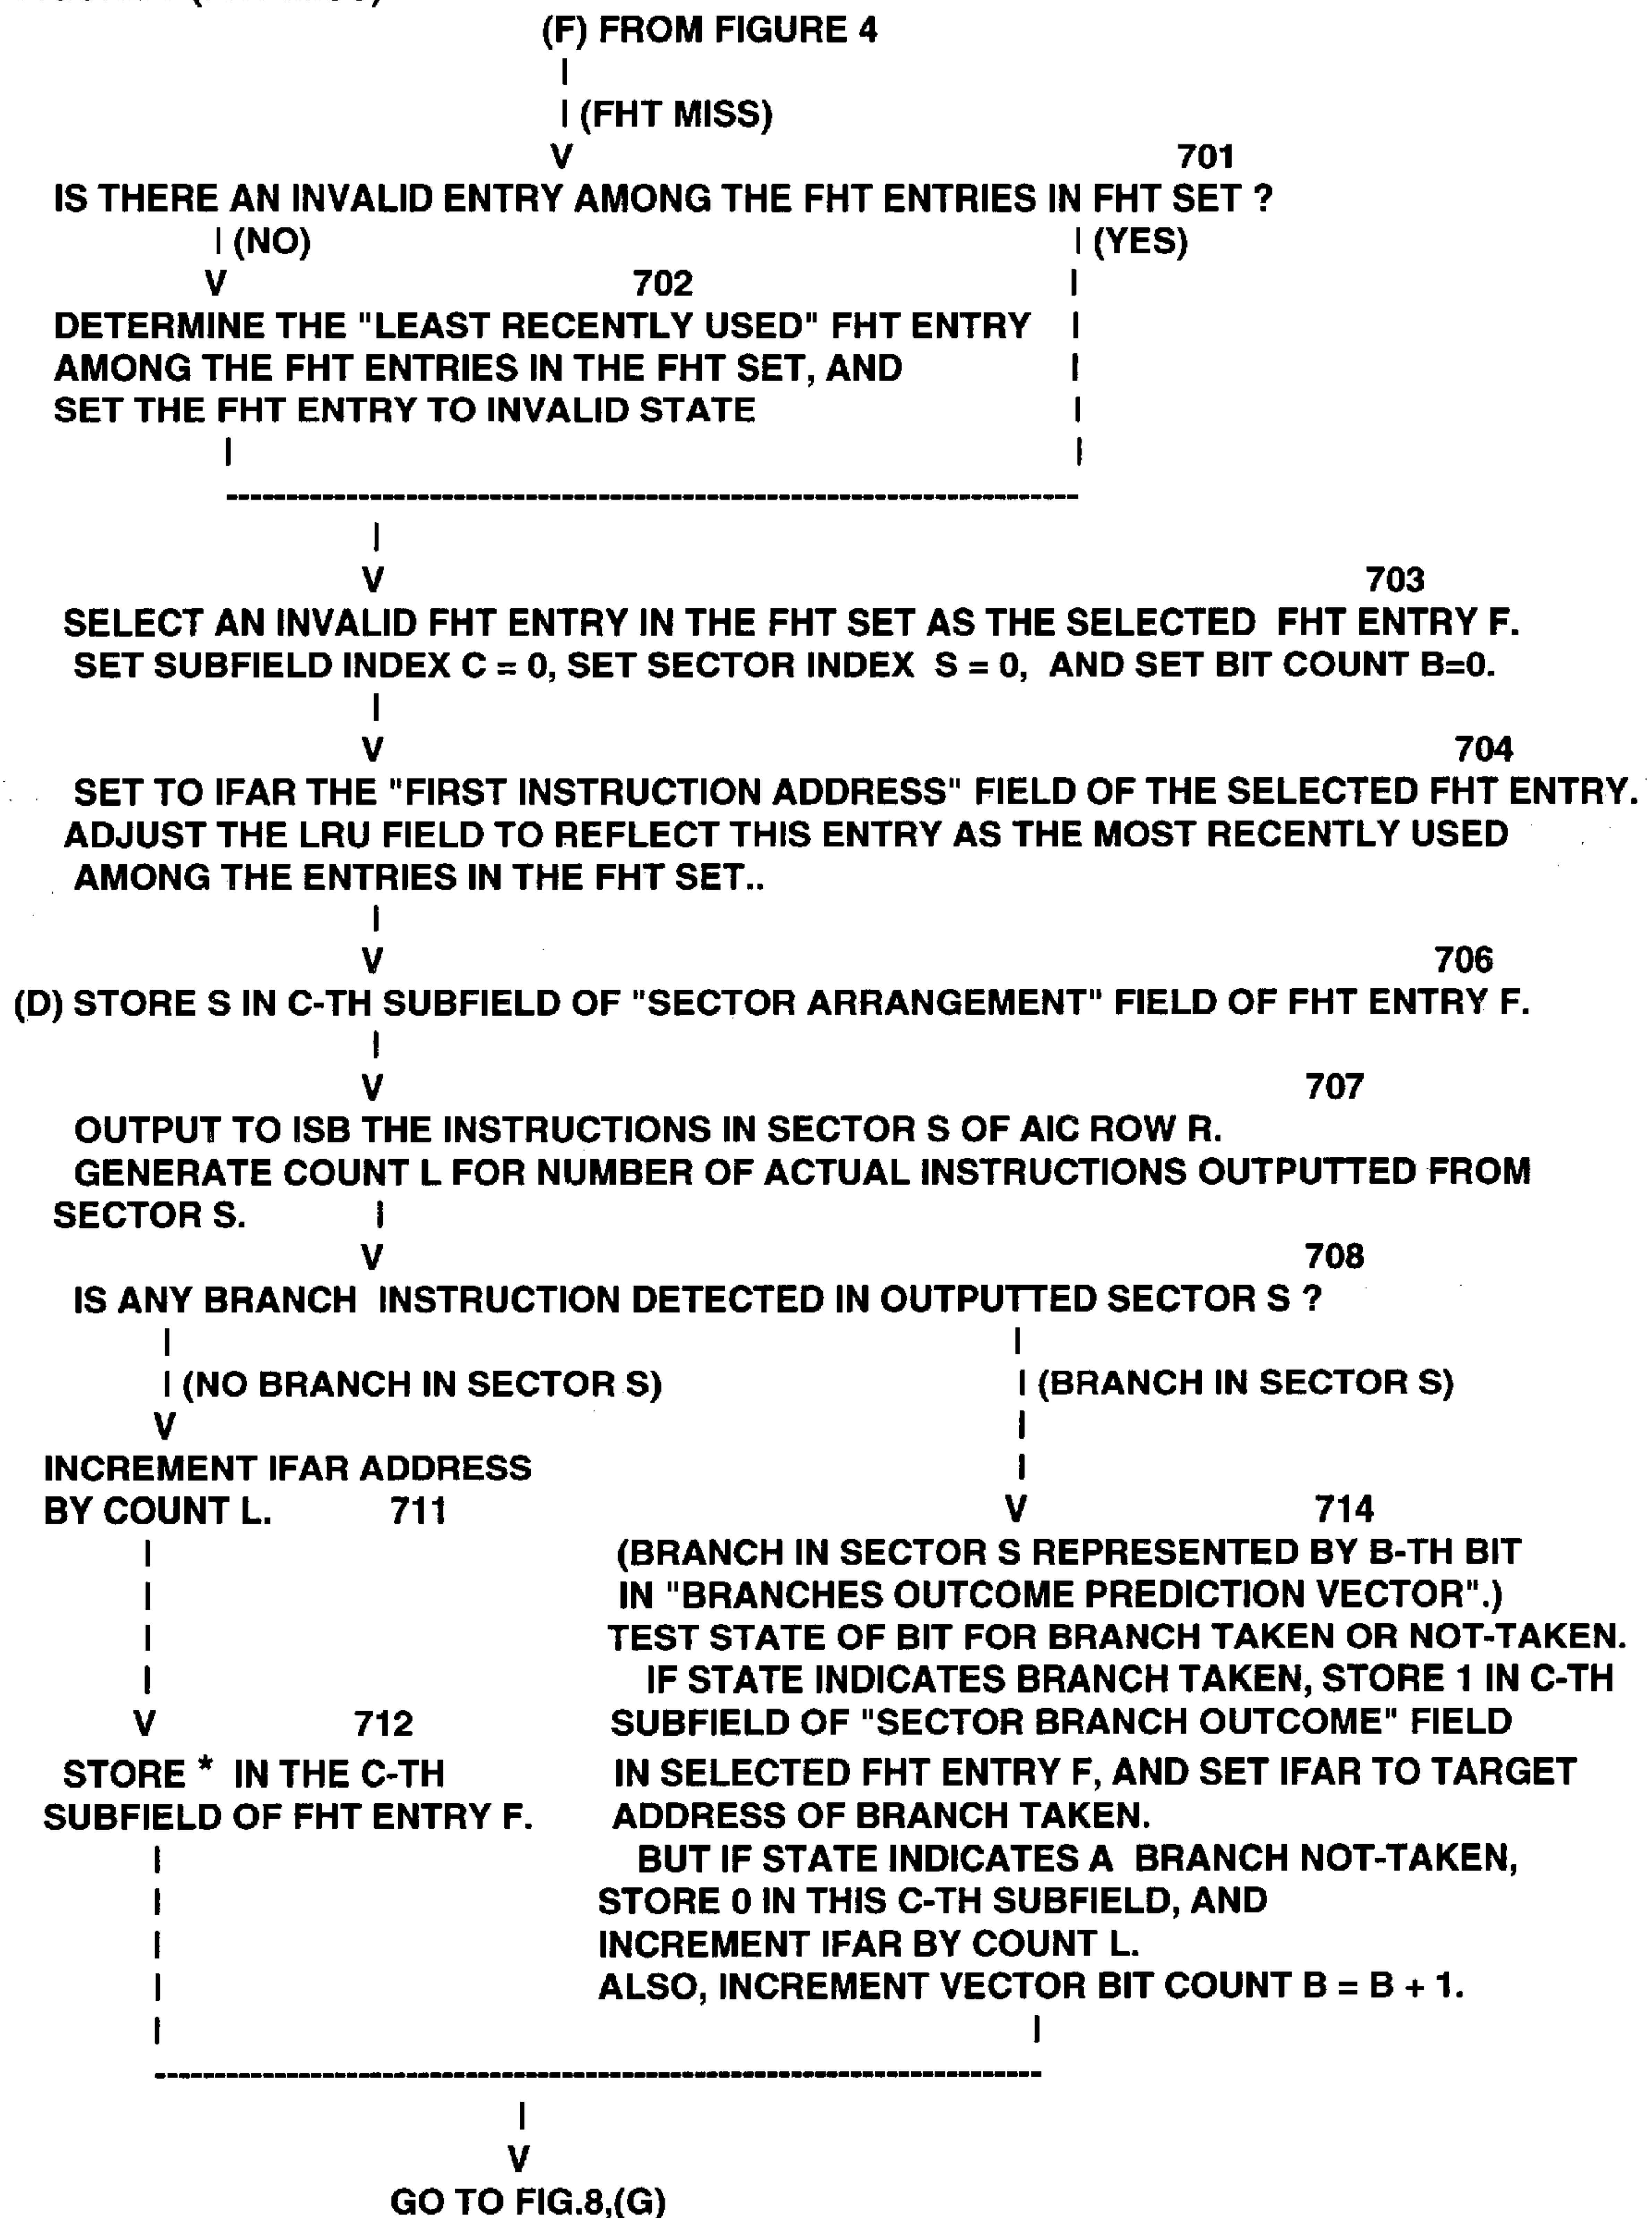 (F) FROM FIGURE 4
(FHT MISS)
701
IS THERE AN INVALID ENTRY AMONG THE FHT ENTRIES IN FHT SET ?
(NO) (YES)
702
DETERMINE THE "LEAST RECENTLY USED" FHT ENTRY
AMONG THE FHT ENTRIES IN THE FHT SET, AND
SET THE FHT ENTRY TO INVALID STATE
703
SELECT AN INVALID FHT ENTRY IN THE FHT SET AS THE SELECTED FHT ENTRY F.
SET SUBFIELD INDEX C = 0, SET SECTOR INDEX S = 0, AND SET BIT COUNT B=0.
704
SET TO IFAR THE "FIRST INSTRUCTION ADDRESS" FIELD OF THE SELECTED FHT ENTRY.
ADJUST THE LRU FIELD TO REFLECT THIS ENTRY AS THE MOST RECENTLY USED
AMONG THE ENTRIES IN THE FHT SET..
706
(D) STORE S IN C-TH SUBFIELD OF "SECTOR ARRANGEMENT" FIELD OF FHT ENTRY F.
707
OUTPUT TO ISB THE INSTRUCTIONS IN SECTOR S OF AIC ROW R.
GENERATE COUNT L FOR NUMBER OF ACTUAL INSTRUCTIONS OUTPUTTED FROM
SECTOR S.
708
IS ANY BRANCH INSTRUCTION DETECTED IN OUTPUTTED SECTOR S ?
(NO BRANCH IN SECTOR S) (BRANCH IN SECTOR S)
INCREMENT IFAR ADDRESS
BY COUNT L. 711
712
STORE * IN THE C-TH
SUBFIELD OF FHT ENTRY F.
714
(BRANCH IN SECTOR S REPRESENTED BY B-TH BIT
IN "BRANCHES OUTCOME PREDICTION VECTOR".)
TEST STATE OF BIT FOR BRANCH TAKEN OR NOT-TAKEN.
IF STATE INDICATES BRANCH TAKEN, STORE 1 IN C-TH
SUBFIELD OF "SECTOR BRANCH OUTCOME" FIELD
IN SELECTED FHT ENTRY F, AND SET IFAR TO TARGET
ADDRESS OF BRANCH TAKEN.
BUT IF STATE INDICATES A BRANCH NOT-TAKEN,
STORE 0 IN THIS C-TH SUBFIELD, AND
INCREMENT IFAR BY COUNT L.
ALSO, INCREMENT VECTOR BIT COUNT B = B + 1.
GO TO FIG.8,(G)